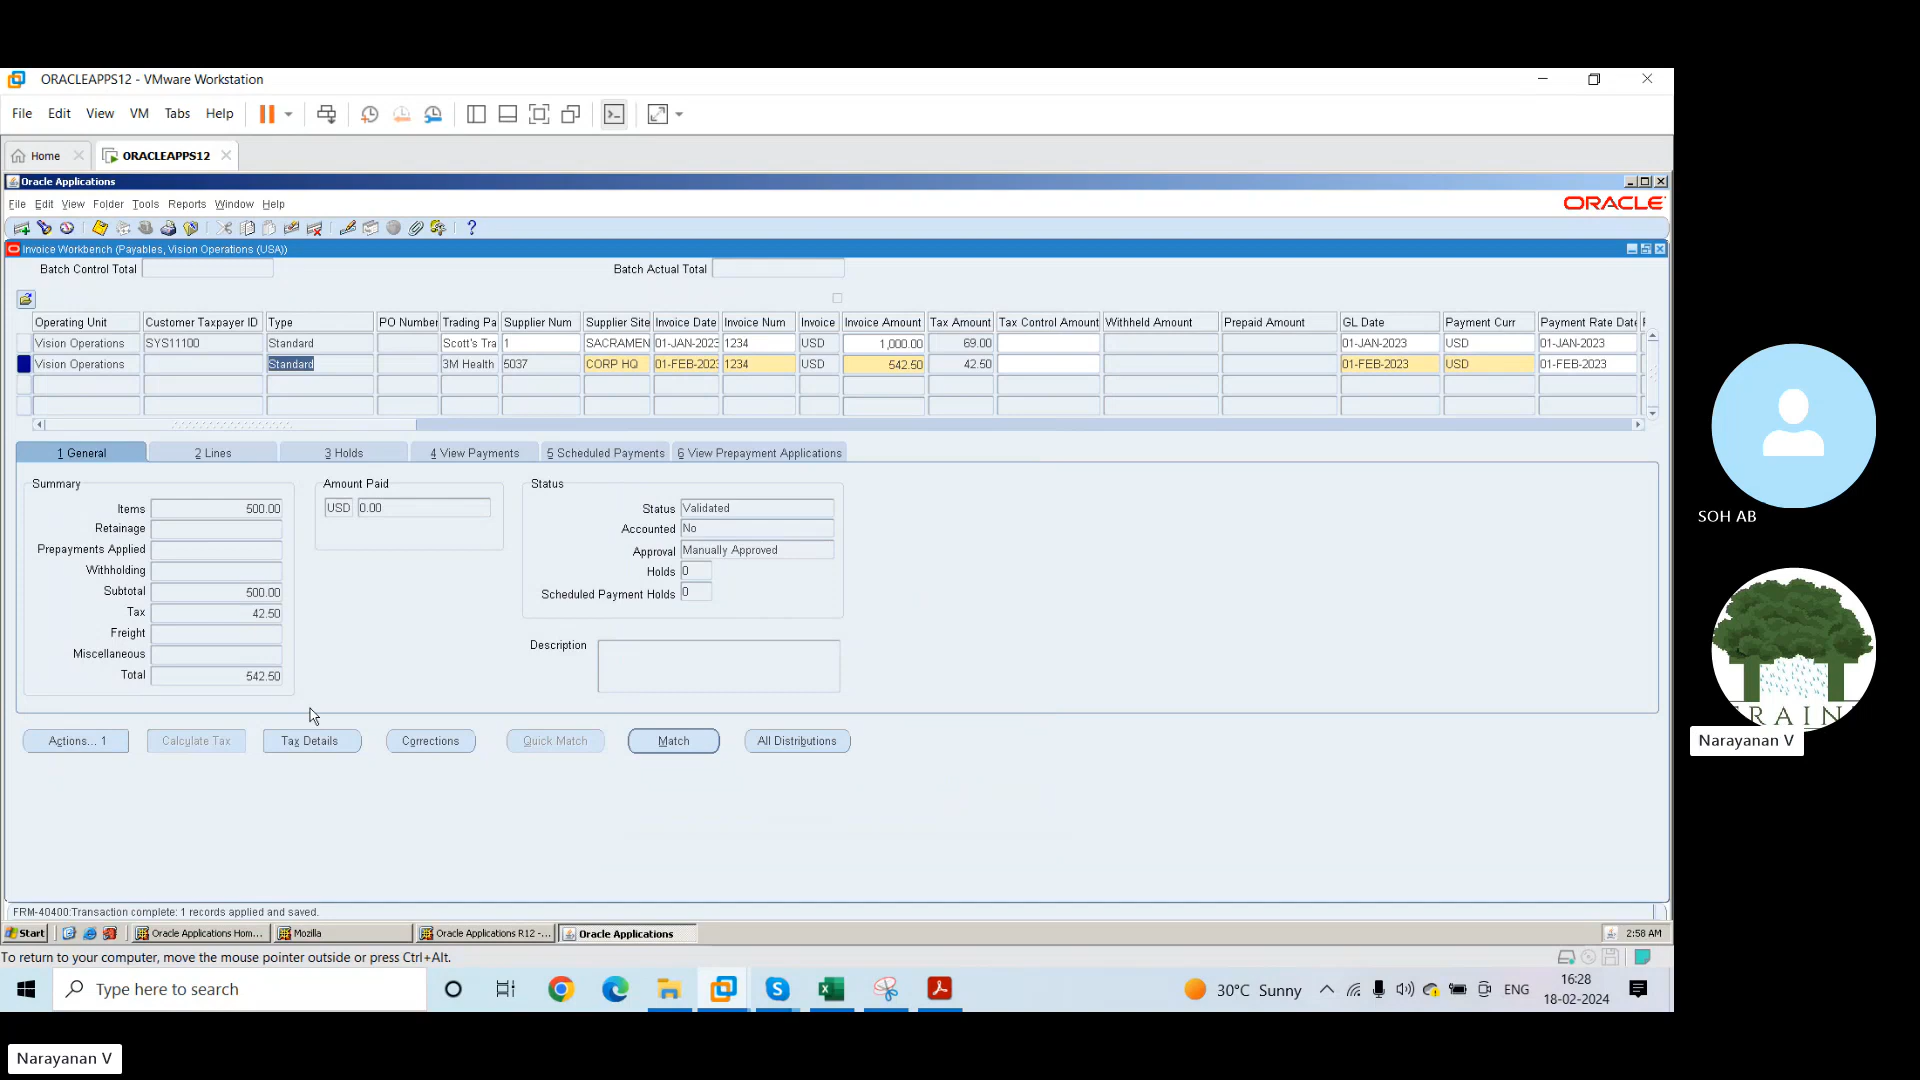 ORACLEAPPS12 - VMware Workstation
File Edit View VM Tabs Help
Home ORACLEAPPS12
Oracle Applications
File Edit View Folder Tools Reports Window Help
ORACLE
Invoice Workbench (Payables, Vision Operations (USA))
Batch Control Total Batch Actual Total
Operating Unit Customer Taxpayer ID Type PO Number Trading Pa Supplier Num Supplier Site Invoice Date Invoice Num Invoice Invoice Amount Tax Amount Tax Control Amount Withheld Amount Prepaid Amount GL Date Payment Curr Payment Rate Date
Vision Operations SYS11100 Standard Scott's Tra 1 SACRAMEN 01-JAN-2023 1234 USD 1,000.00 69.00 01-JAN-2023 USD 01-JAN-2023
Vision Operations Standard 3M Health 5037 CORP HQ 01-FEB-2023 1234 USD 542.50 42.50 01-FEB-2023 USD 01-FEB-2023
1 General 2 Lines 3 Holds 4 View Payments 5 Scheduled Payments 6 View Prepayment Applications
Summary Amount Paid Status
Items 500.00 USD 0.00 Status Validated
Retainage Accounted No
Prepayments Applied Approval Manually Approved
Withholding Holds 0
Subtotal 500.00 Scheduled Payment Holds 0
Tax 42.50
Freight
Description
Miscellaneous
Total 542.50
Actions... 1 Calculate Tax Tax Details Corrections Quick Match Match All Distributions
FRM-40400:Transaction complete: 1 records applied and saved.
Start Oracle Applications Hom... Mozilla Oracle Applications R12 -... Oracle Applications 2:58 AM
To return to your computer, move the mouse pointer outside or press Ctrl+Alt.
Type here to search 30°C Sunny ENG 16:28
18-02-2024
SOH AB
RAIN
Narayanan V
Narayanan V